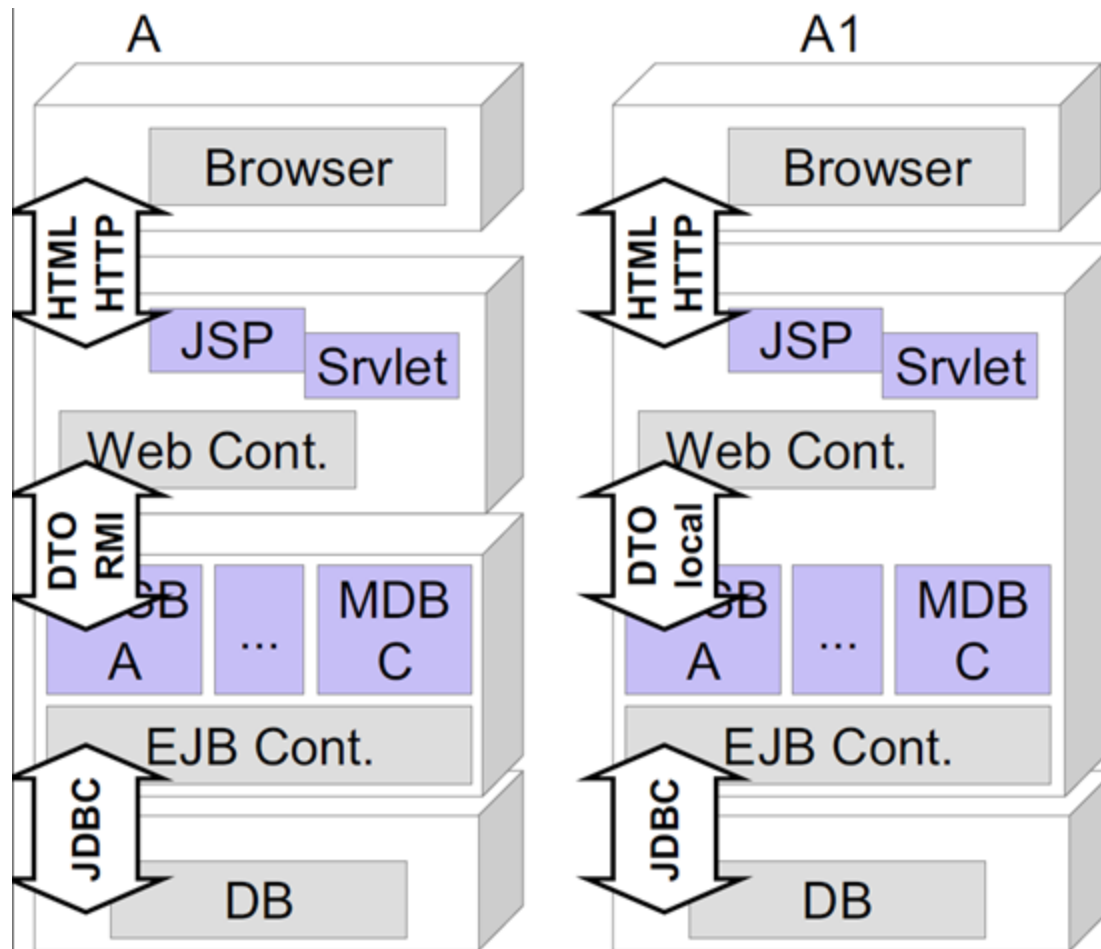 A
Browser
HTML
HTTP
JSP
Srvlet
Web Cont.
DTO
RMI
A
...
MDB
C
EJB Cont.
JDBC
DB
A1
Browser
HTML
HTTP
JSP
Srvlet
Web Cont.
DTO
local
A
...
MDB
C
EJB Cont.
JDBC
DB